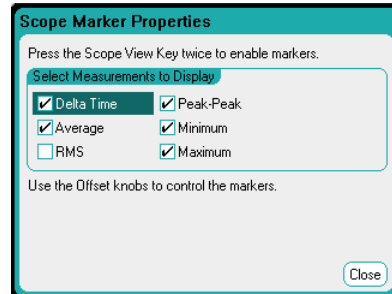 Scope Marker Properties
Press the Scope View Key twice to enable markers.
Select Measurements to Display
Delta Time
Peak-Peak
Average
Minimum
RMS
Maximum
Use the Offset knobs to control the markers.
Close